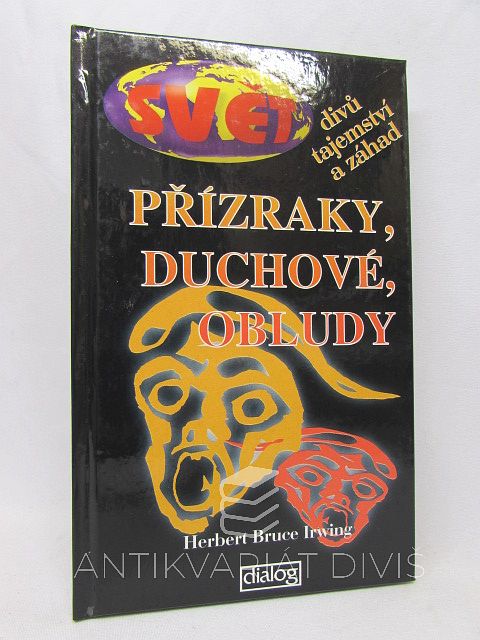 SVĚT
divů
tajemství
a záhad
PŘÍZRAKY,
DUCHOVÉ,
OBLUDY
Herbert Bruce Irwing
ANTIKVARIÁT DIVIŠ
dialog